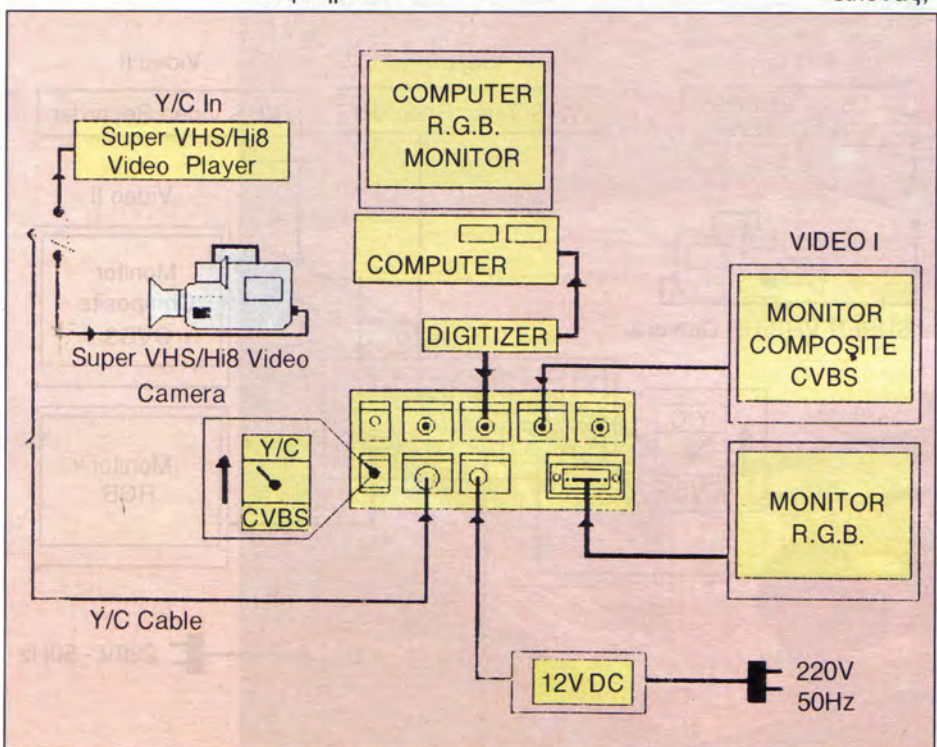 Y/C In
Super VHS/Hi8
Video Player
COMPUTER
R.G.B.
MONITOR
COMPUTER
DIGITIZER
VIDEO I
MONITOR
COMPOSITE
CVBS
Super VHS/Hi8 Video
Camera
Y/C
CVBS
MONITOR
R.G.B.
Y/C Cable
12V DC
220V
50Hz